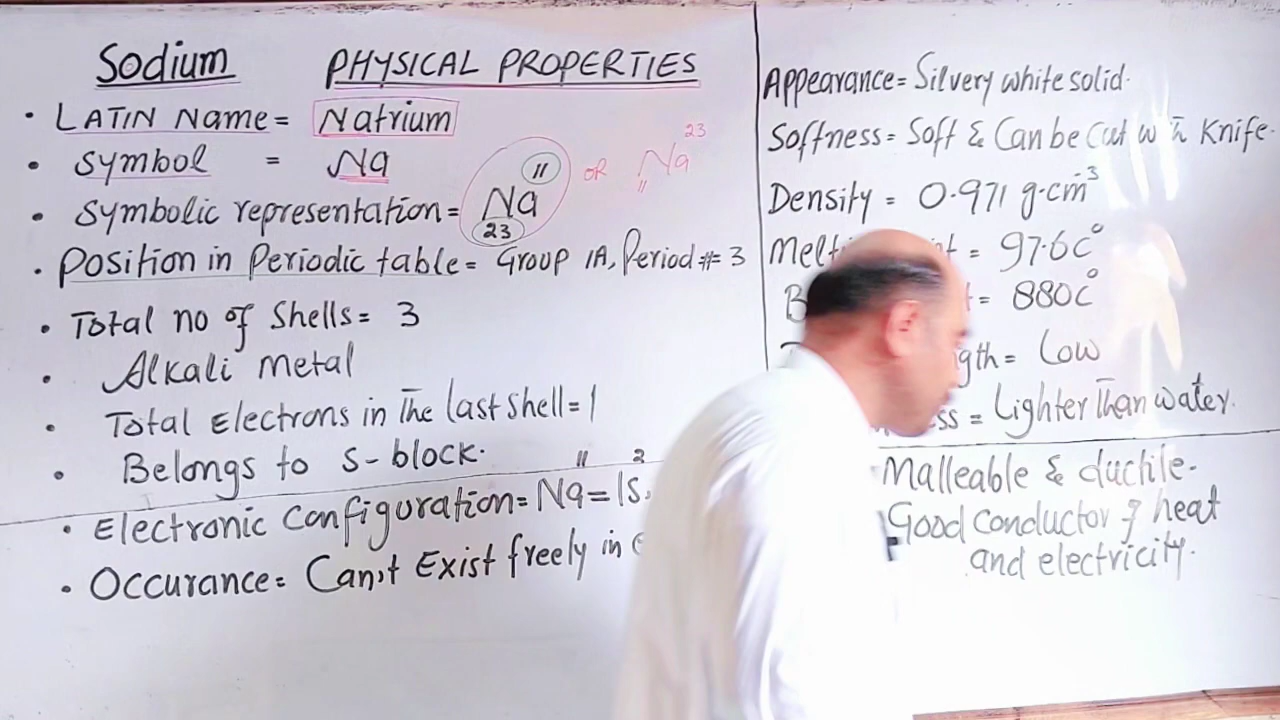 Sodium PHYSICAL PROPERTIES
• LATIN Name = Natrium
• Symbol = Na
• Symbolic representation = Na 11 23 OR Na 23 11
• Position in Periodic table = Group IA, Period # 3
• Total no of Shells = 3
• Alkali metal
• Total Electrons in The last Shell = 1
• Belongs to S-block.
• Electronic Configuration = Na 11 = 1S 2
• Occurance = Can,t Exist freely in
Appearance = Silvery white solid.
Softness = Soft & Can be Cut with Knife.
Density = 0.971 g.cm-3
= 97.6C°
= 880C°
= Low
= Lighter Than water.
Malleable & ductile.
Good conductor of heat
and electricity.